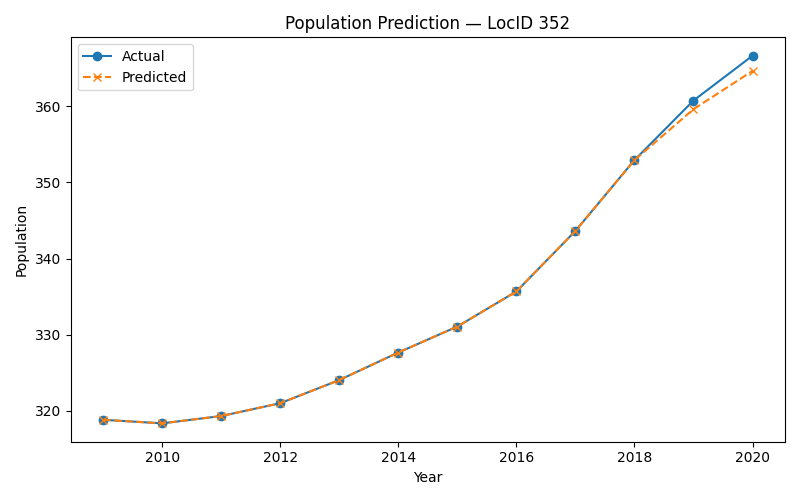 Population Prediction — LocID 352
Actual
Predicted
360
350
340
330
320
Population
2010 2012 2014 2016 2018 2020
Year